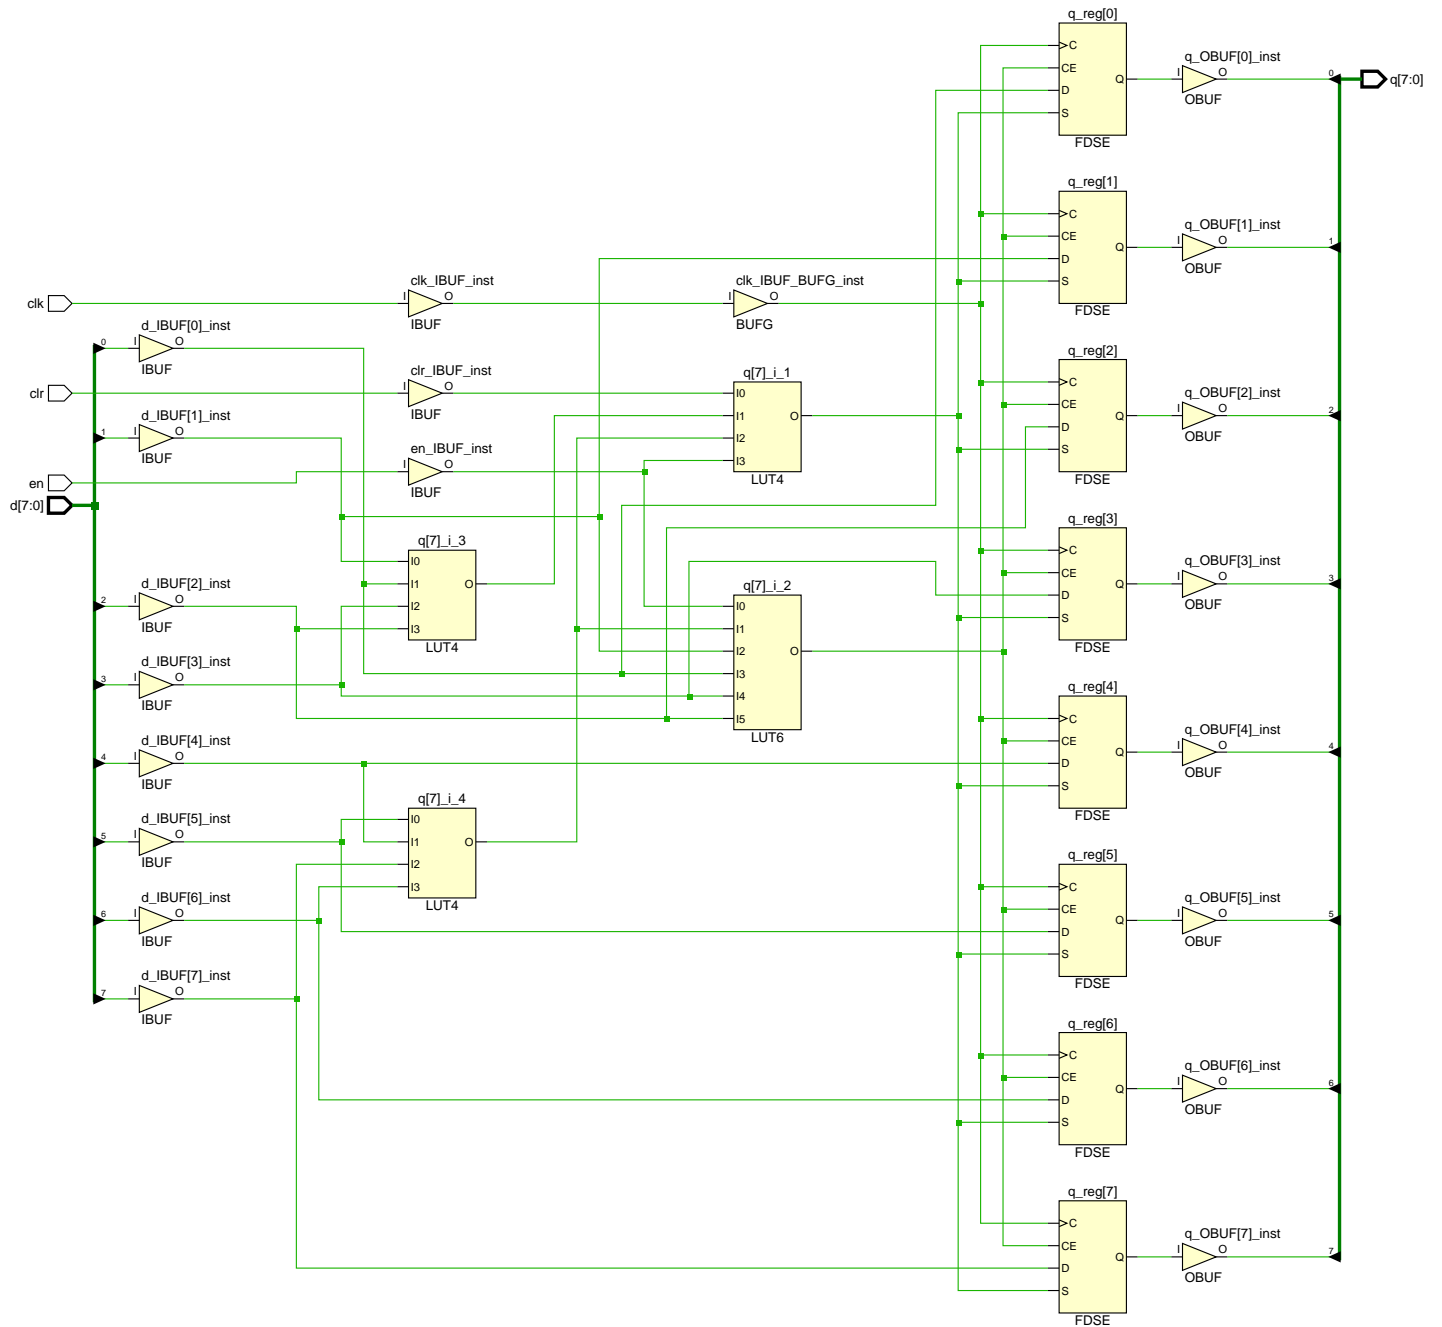 q_reg[0]
C
CE
D
S
Q
FDSE
q_OBUF[0]_inst
I
O
OBUF
0
q[7:0]
q_reg[1]
C
CE
D
S
Q
FDSE
q_OBUF[1]_inst
I
O
OBUF
1
clk
clk_IBUF_inst
I
O
IBUF
clk_IBUF_BUFG_inst
I
O
BUFG
0
d_IBUF[0]_inst
I
O
IBUF
q_reg[2]
C
CE
D
S
Q
FDSE
q_OBUF[2]_inst
I
O
OBUF
2
clr
clr_IBUF_inst
I
O
IBUF
q[7]_i_1
I0
I1
I2
I3
O
LUT4
1
d_IBUF[1]_inst
I
O
IBUF
en
en_IBUF_inst
I
O
IBUF
d[7:0]
q[7]_i_3
I0
I1
I2
I3
O
LUT4
q_reg[3]
C
CE
D
S
Q
FDSE
q_OBUF[3]_inst
I
O
OBUF
3
2
d_IBUF[2]_inst
I
O
IBUF
q[7]_i_2
I0
I1
I2
I3
I4
I5
O
LUT6
3
d_IBUF[3]_inst
I
O
IBUF
q_reg[4]
C
CE
D
S
Q
FDSE
q_OBUF[4]_inst
I
O
OBUF
4
4
d_IBUF[4]_inst
I
O
IBUF
q[7]_i_4
I0
I1
I2
I3
O
LUT4
5
d_IBUF[5]_inst
I
O
IBUF
q_reg[5]
C
CE
D
S
Q
FDSE
q_OBUF[5]_inst
I
O
OBUF
5
6
d_IBUF[6]_inst
I
O
IBUF
7
d_IBUF[7]_inst
I
O
IBUF
q_reg[6]
C
CE
D
S
Q
FDSE
q_OBUF[6]_inst
I
O
OBUF
6
q_reg[7]
C
CE
D
S
Q
FDSE
q_OBUF[7]_inst
I
O
OBUF
7